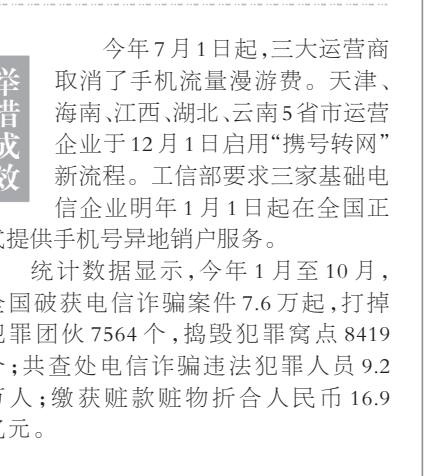 举措成效
今年7月1日起，三大运营商
取消了手机流量漫游费。天津、
海南、江西、湖北、云南5省市运营
企业于12月1日启用“携号转网”
新流程。工信部要求三家基础电
信企业明年1月1日起在全国正
式提供手机号异地销户服务。
统计数据显示，今年1月至10月，
全国破获电信诈骗案件7.6万起，打掉
犯罪团伙7564个，捣毁犯罪窝点8419
个；共查处电信诈骗违法犯罪人员9.2
万人；缴获赃款赃物折合人民币16.9
亿元。